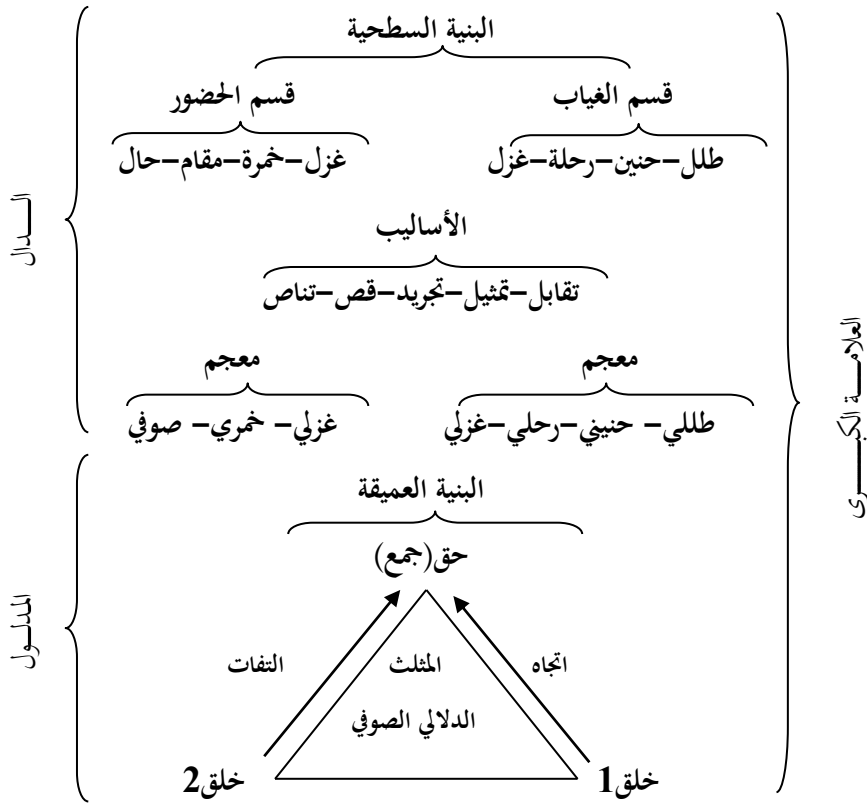 البنية السطحية
قسم الغياب
قسم الحضور
طلل–حنين–رحلة–غزل
غزل–خمرة–مقام–حال
الأساليب
تقابل–تمثيل–تجريد–قص–تناص
معجم
معجم
طللي– حنيني–رحلي–غزلي
غزلي– خمري– صوفي
البنية العميقة
حق(جمع)
اتجاه
المثلث
التفات
الدلالي الصوفي
خلق1
خلق2
العلامـــة الكبـــرى
الـــدال
المدلــول